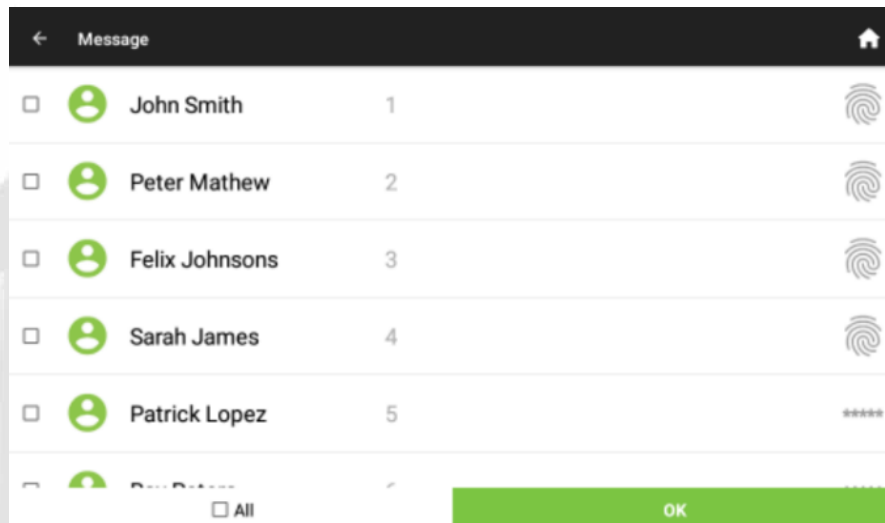 Message
John Smith 1
Peter Mathew 2
Felix Johnsons 3
Sarah James 4
Patrick Lopez 5 *****
All OK